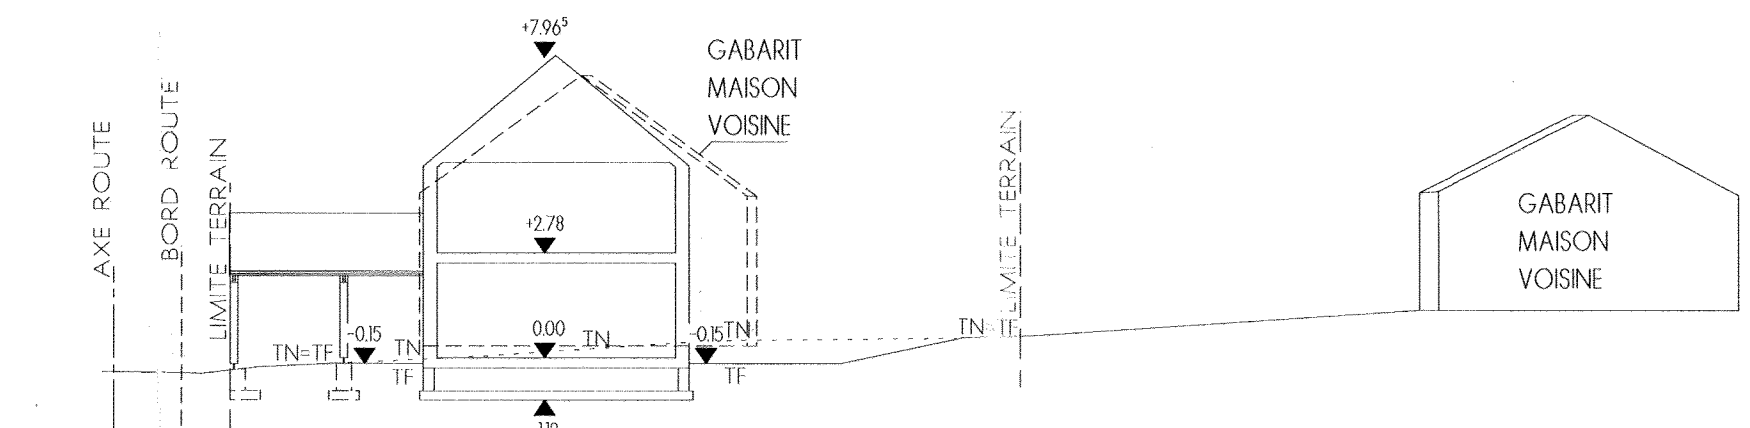 +7.96⁵
GABARIT
MAISON
VOISINE
AXE ROUTE
BORD ROUTE
LIMITE TERRAIN
LIMITE TERRAIN
+2.78
GABARIT
MAISON
VOISINE
-0.15
0.00
TN
-0.15
TN
TN
TN=TF
TN=TF
TF
TF